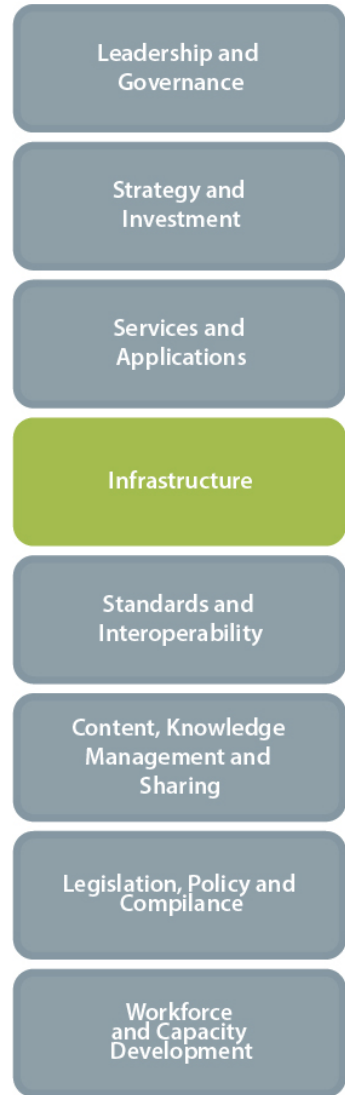 Leadership and
Governance
Strategy and
Investment
Services and
Applications
Infrastructure
Standards and
Interoperability
Content, Knowledge
Management and
Sharing
Legislation, Policy and
Compilance
Workforce
and Capacity
Development